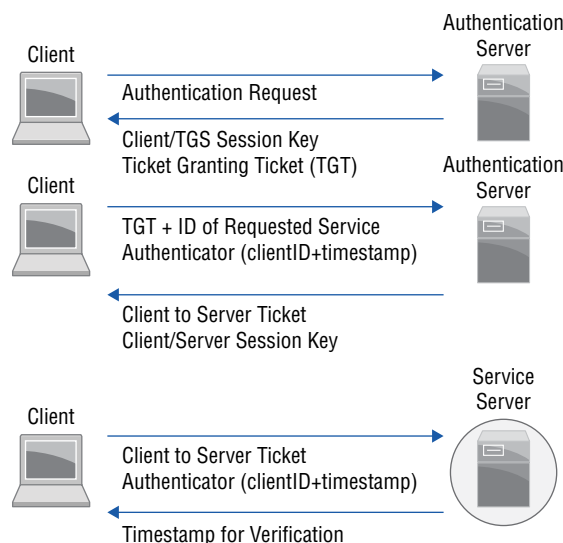 Client
Authentication
Server
Authentication Request
Client/TGS Session Key
Ticket Granting Ticket (TGT)
Client
Authentication
Server
TGT + ID of Requested Service
Authenticator (clientID+timestamp)
Client to Server Ticket
Client/Server Session Key
Client
Service
Server
Client to Server Ticket
Authenticator (clientID+timestamp)
Timestamp for Verification